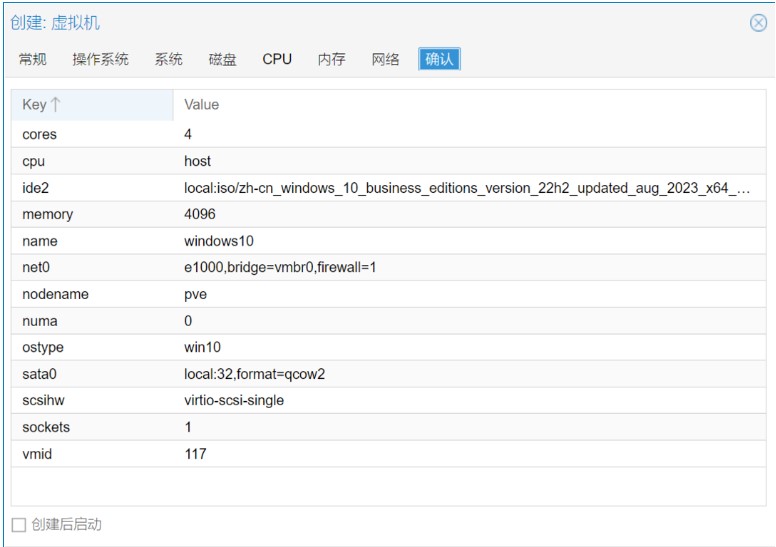 创建: 虚拟机
常规 操作系统 系统 磁盘 CPU 内存 网络 确认
Key↑ Value
cores 4
cpu host
ide2 local:iso/zh-cn_windows_10_business_editions_version_22h2_updated_aug_2023_x64_...
memory 4096
name windows10
net0 e1000,bridge=vmbr0,firewall=1
nodename pve
numa 0
ostype win10
sata0 local:32,format=qcow2
scsihw virtio-scsi-single
sockets 1
vmid 117
创建后启动